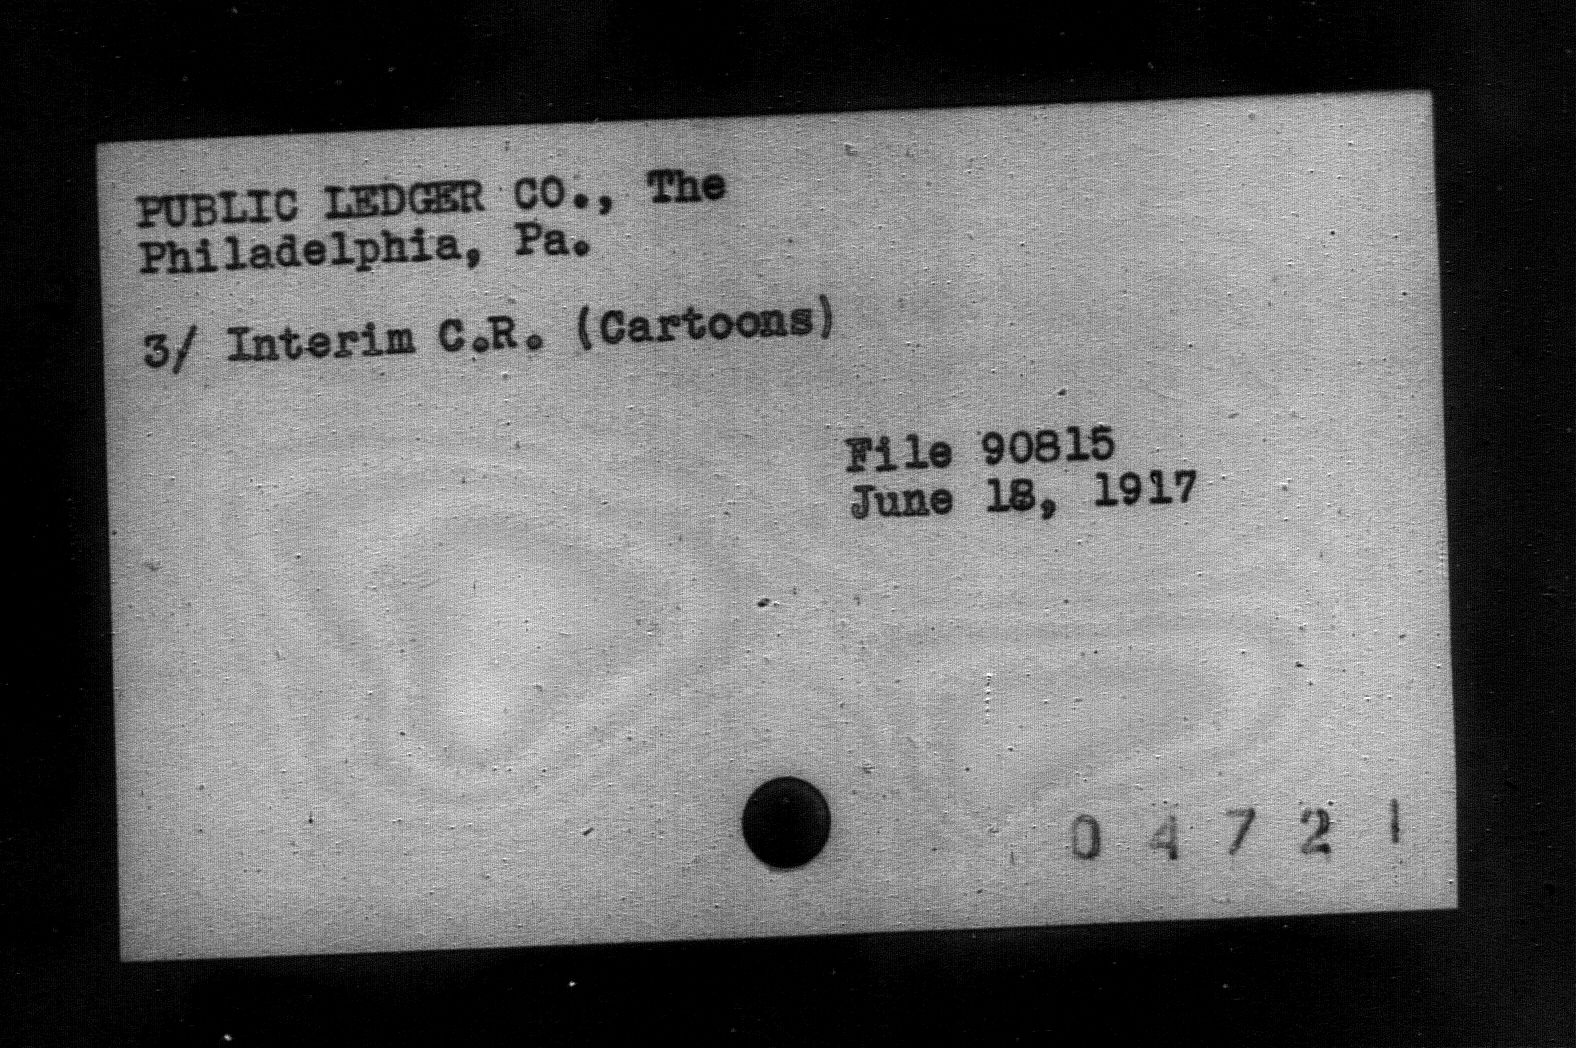 PUBLIC LEDGER CO., The
Philadelphia, Pa.
3/ Interim C.R. (Cartoons)
File 90815
June 18, 1917
0 4 7 2 1